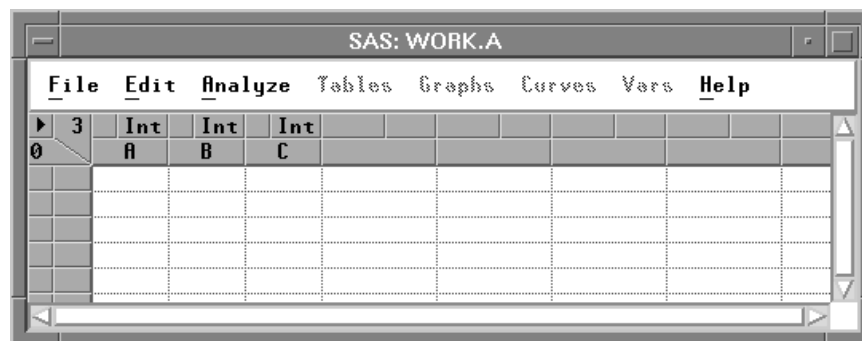 SAS: WORK.A
File Edit Analyze Tables Graphs Curves Vars Help
3 Int Int Int
0 A B C